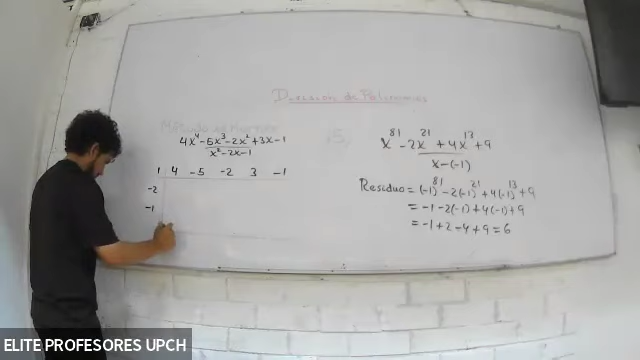 División de Polinomios
4x⁴-5x³-2x²+3x-1
x²-2x-1
1 4 -5 -2 3 -1
-2
-1
x⁸¹ - 2x²¹ + 4x¹³ + 9
x-(-1)
Residuo = (-1)⁸¹ - 2(-1)²¹ + 4(-1)¹³ + 9
= -1 - 2(-1) + 4(-1) + 9
= -1 + 2 - 4 + 9 = 6
ELITE PROFESORES UPCH